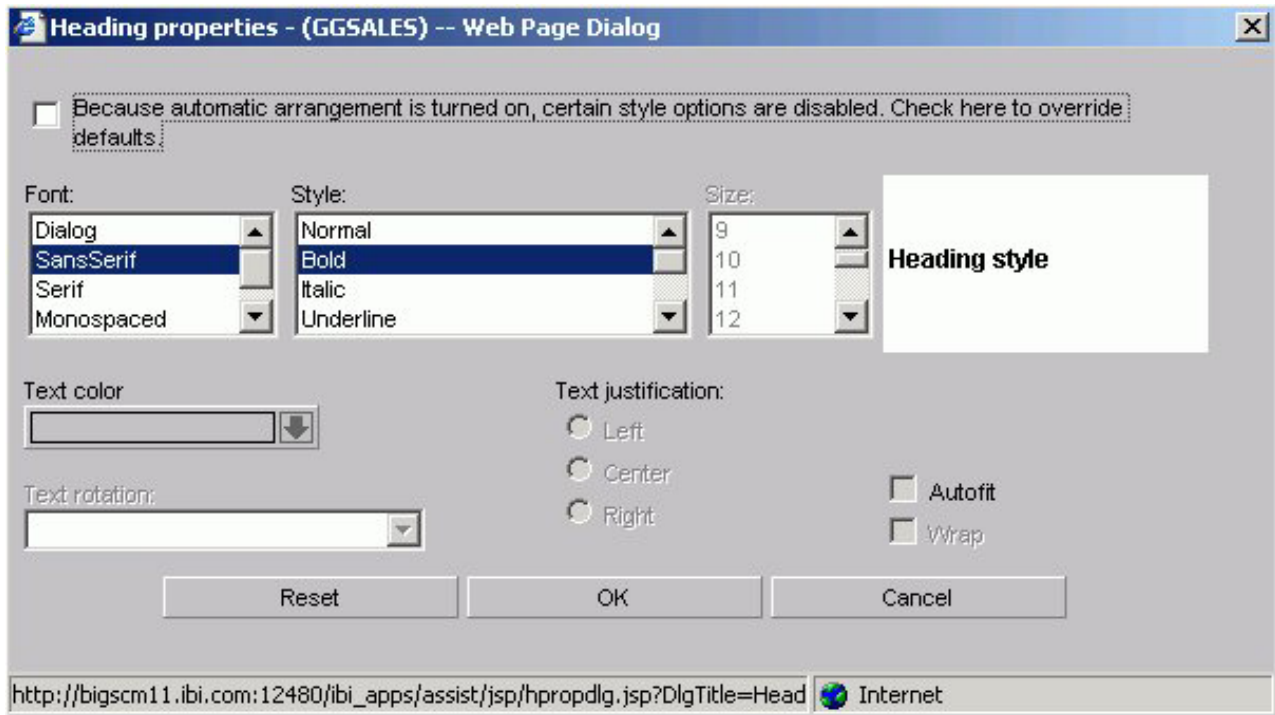 Heading properties - (GGSALES) -- Web Page Dialog
Because automatic arrangement is turned on, certain style options are disabled. Check here to override
defaults.
Font:
Style:
Size:
Dialog
SansSerif
Serif
Monospaced
Normal
Bold
Italic
Underline
9
10
11
12
Heading style
Text color
Text justification:
Left
Center
Right
Text rotation:
Autofit
Wrap
Reset
OK
Cancel
http://bigscm11.ibi.com:12480/ibi_apps/assist/jsp/hpropdlg.jsp?DlgTitle=Head
Internet